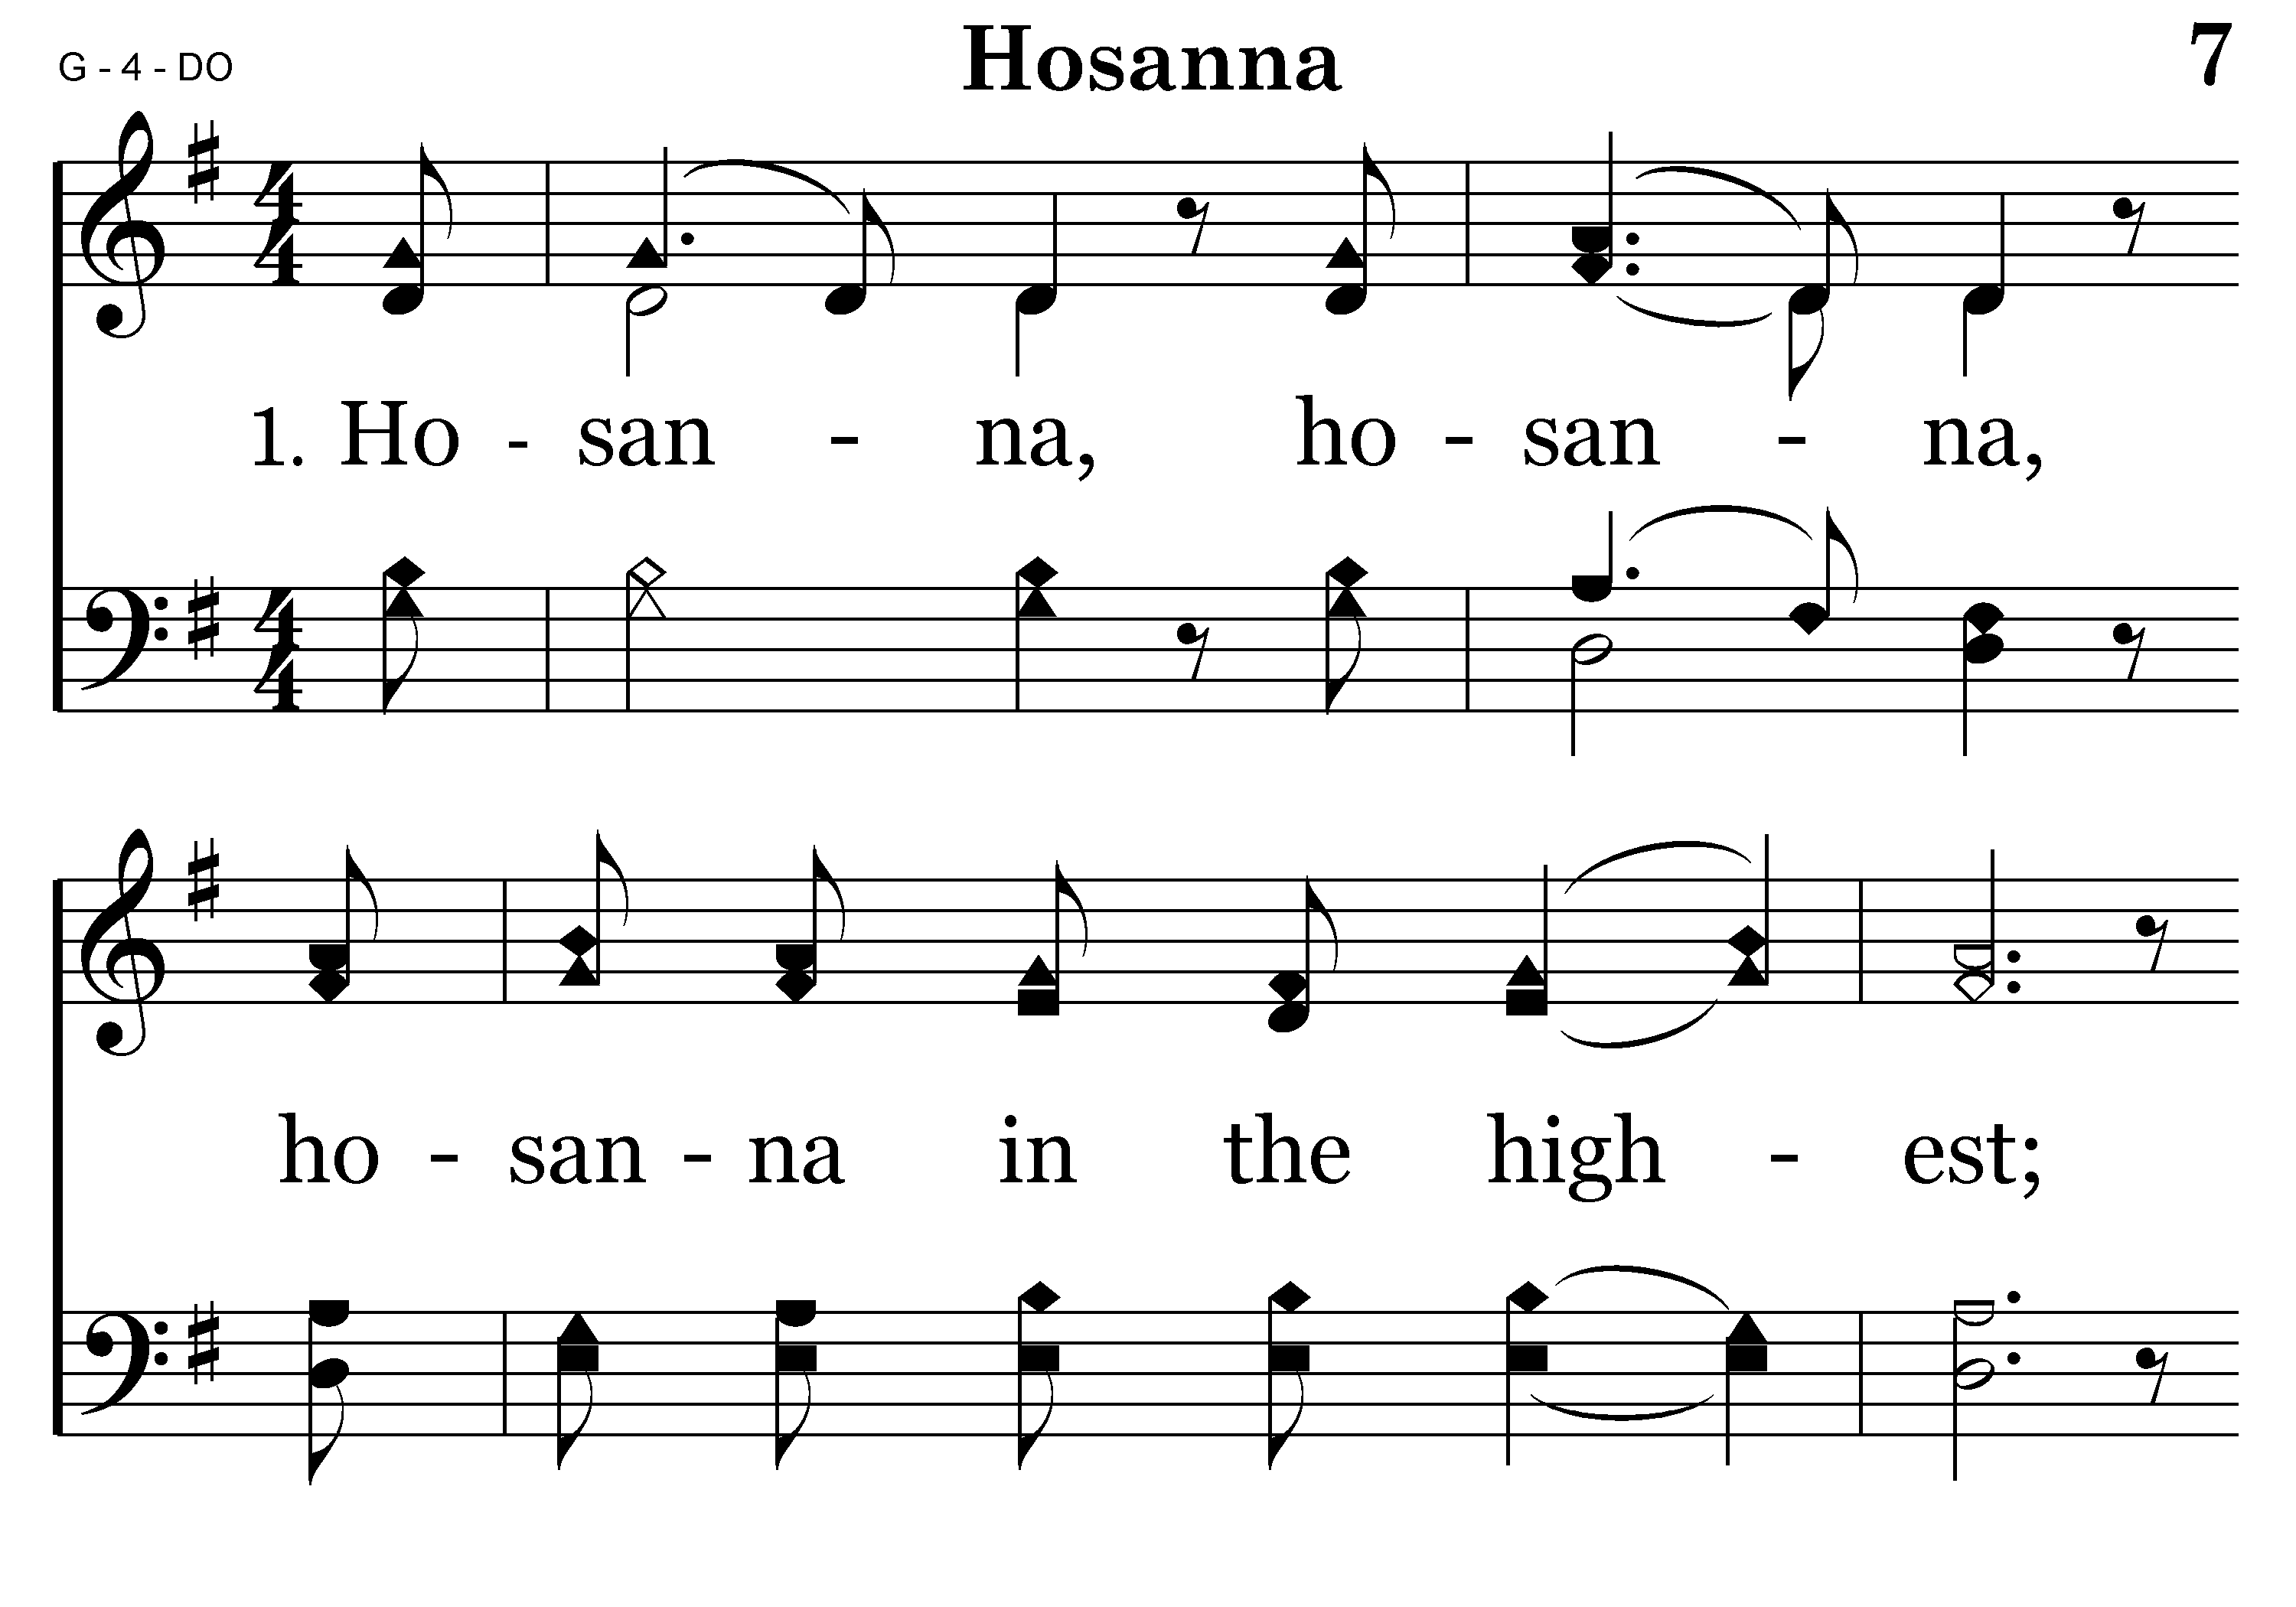 G - 4 - DO Hosanna 7
1. Ho - san - na, ho - san - na,
ho - san - na in the high - est;